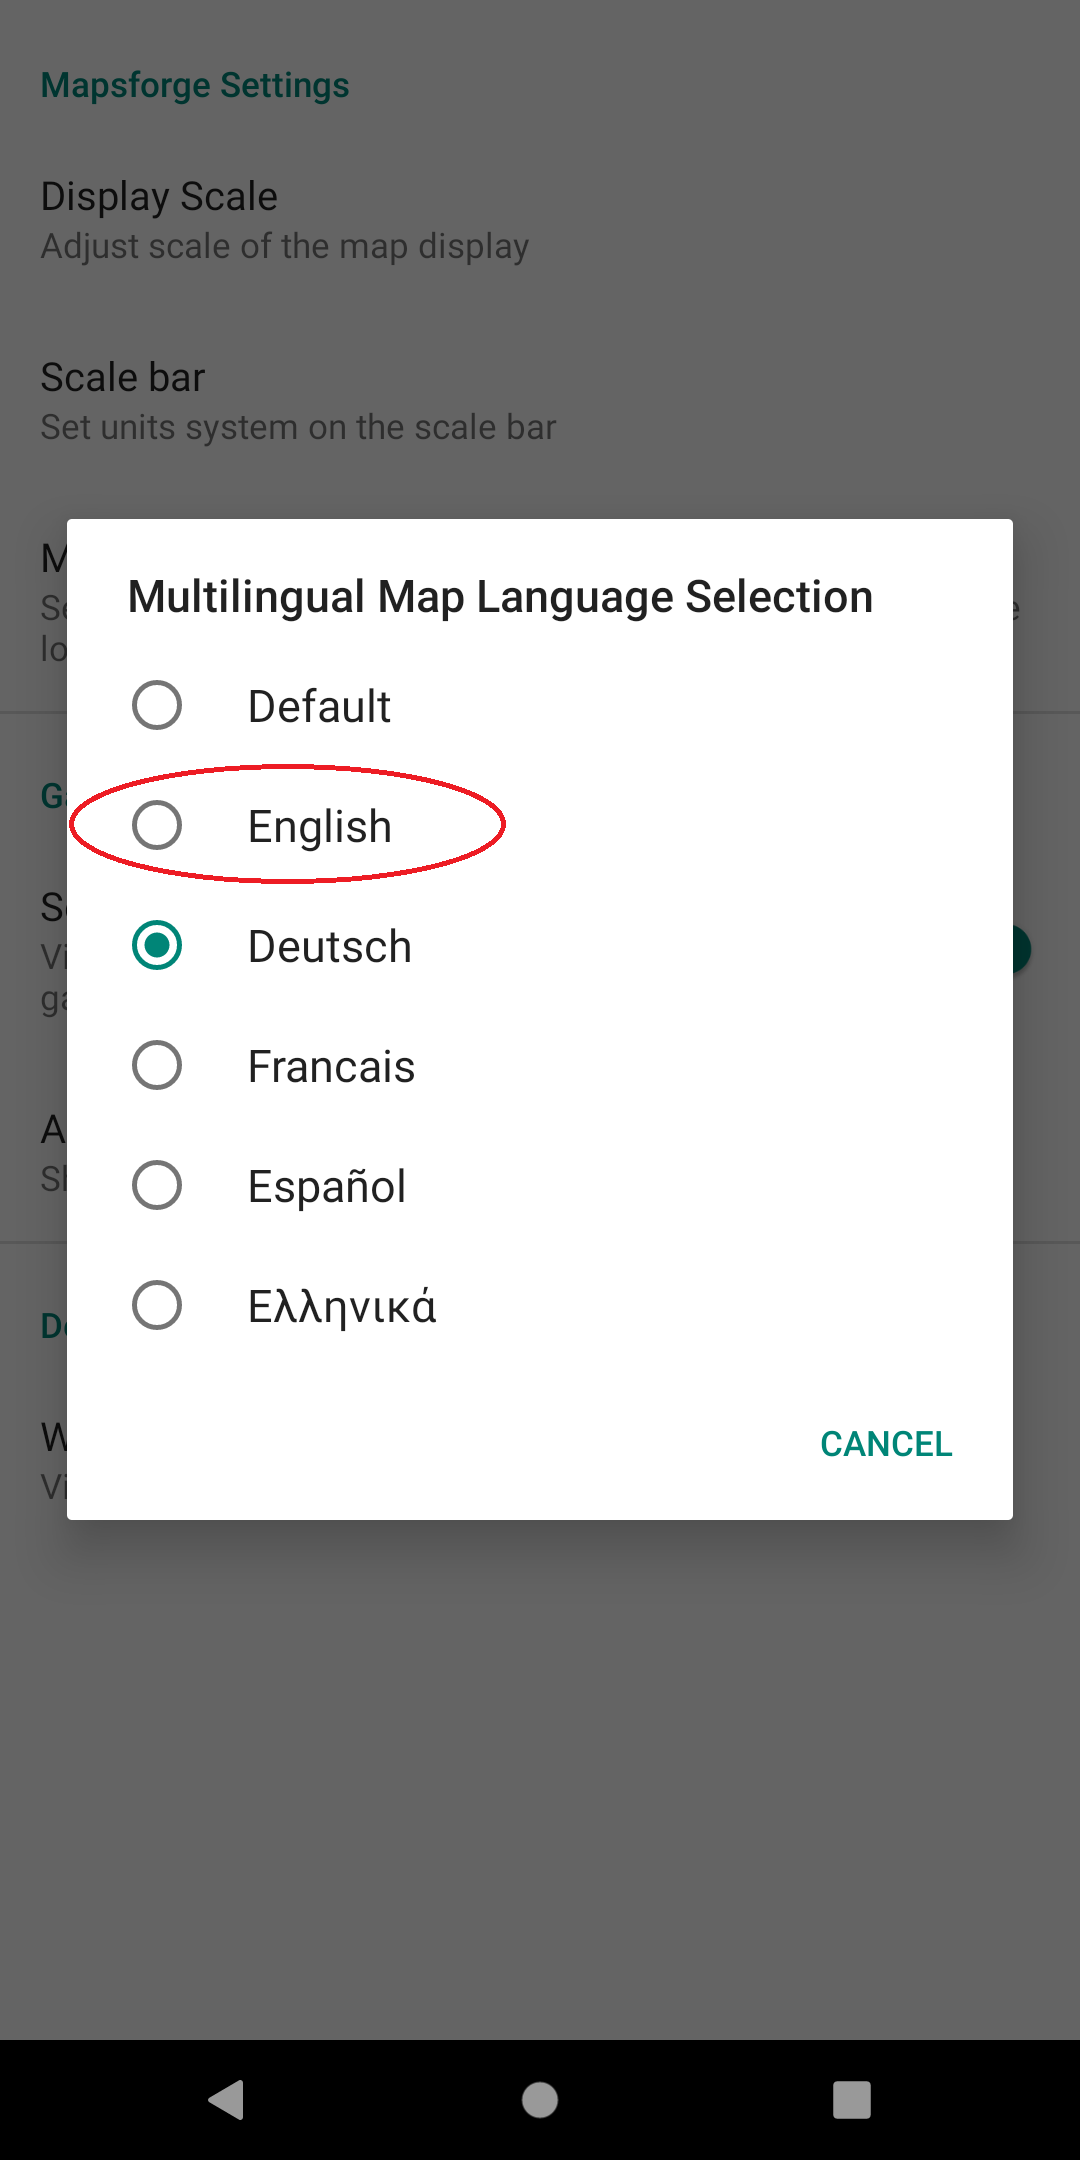 Mapsforge Settings
Display Scale
Adjust scale of the map display
Scale bar
Set units system on the scale bar
Multilingual Map Language Selection
Default
English
Deutsch
Francais
Español
Ελληνικά
CANCEL